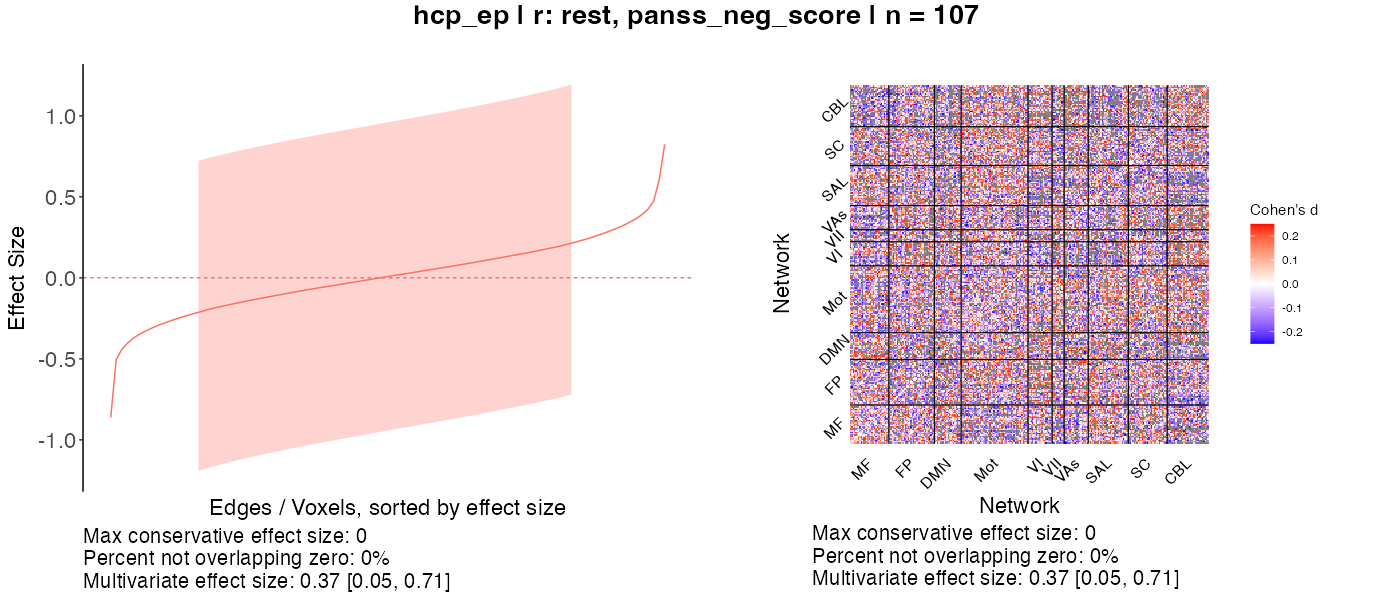 hcp_ep | r: rest, panss_neg_score | n = 107
Effect Size
1.0
0.5
0.0
-0.5
-1.0
Edges / Voxels, sorted by effect size
Max conservative effect size: 0
Percent not overlapping zero: 0%
Multivariate effect size: 0.37 [0.05, 0.71]
Network
CBL
SC
SAL
VAs
VII
VI
Mot
DMN
FP
MF
MF
FP
DMN
Mot
VI
VII
VAs
SAL
SC
CBL
Network
Max conservative effect size: 0
Percent not overlapping zero: 0%
Multivariate effect size: 0.37 [0.05, 0.71]
Cohen's d
0.2
0.1
0.0
-0.1
-0.2